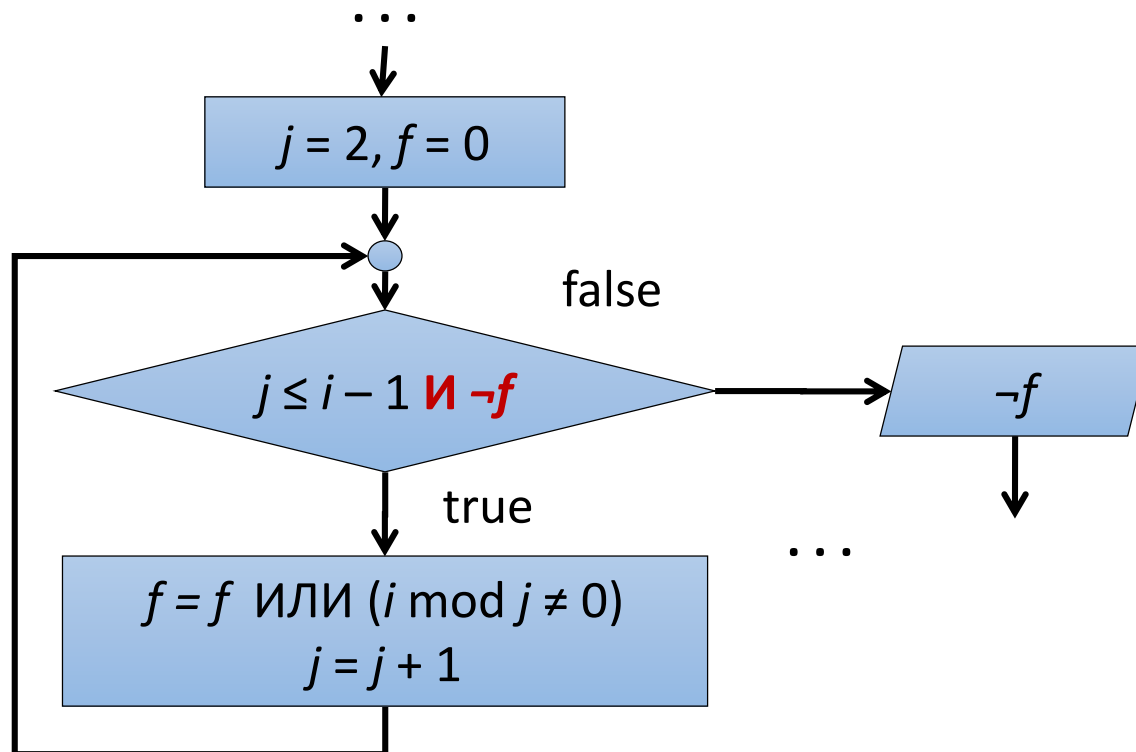 . . .
j = 2, f = 0
false
j ≤ i – 1 И ¬f
¬f
true
. . .
f = f ИЛИ (i mod j ≠ 0)
j = j + 1